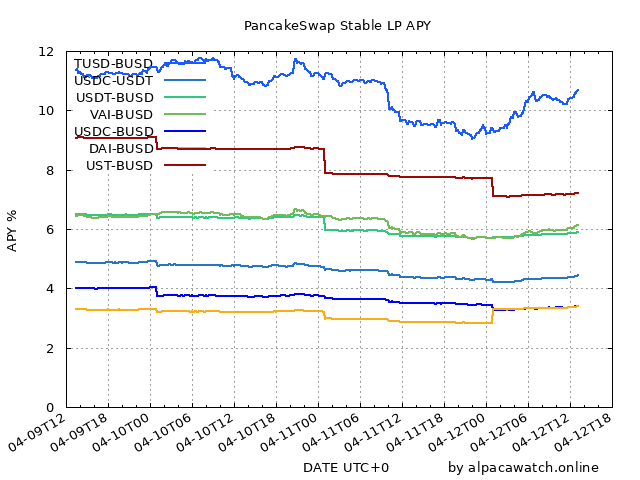 PancakeSwap Stable LP APY
12
10
8
6
4
2
0
APY %
TUSD-BUSD
USDC-USDT
USDT-BUSD
VAI-BUSD
USDC-BUSD
DAI-BUSD
UST-BUSD
04-09T12
04-09T18
04-10T00
04-10T06
04-10T12
04-10T18
04-11T00
04-11T06
04-11T12
04-11T18
04-12T00
04-12T06
04-12T12
04-12T18
DATE UTC+0
by alpacawatch.online